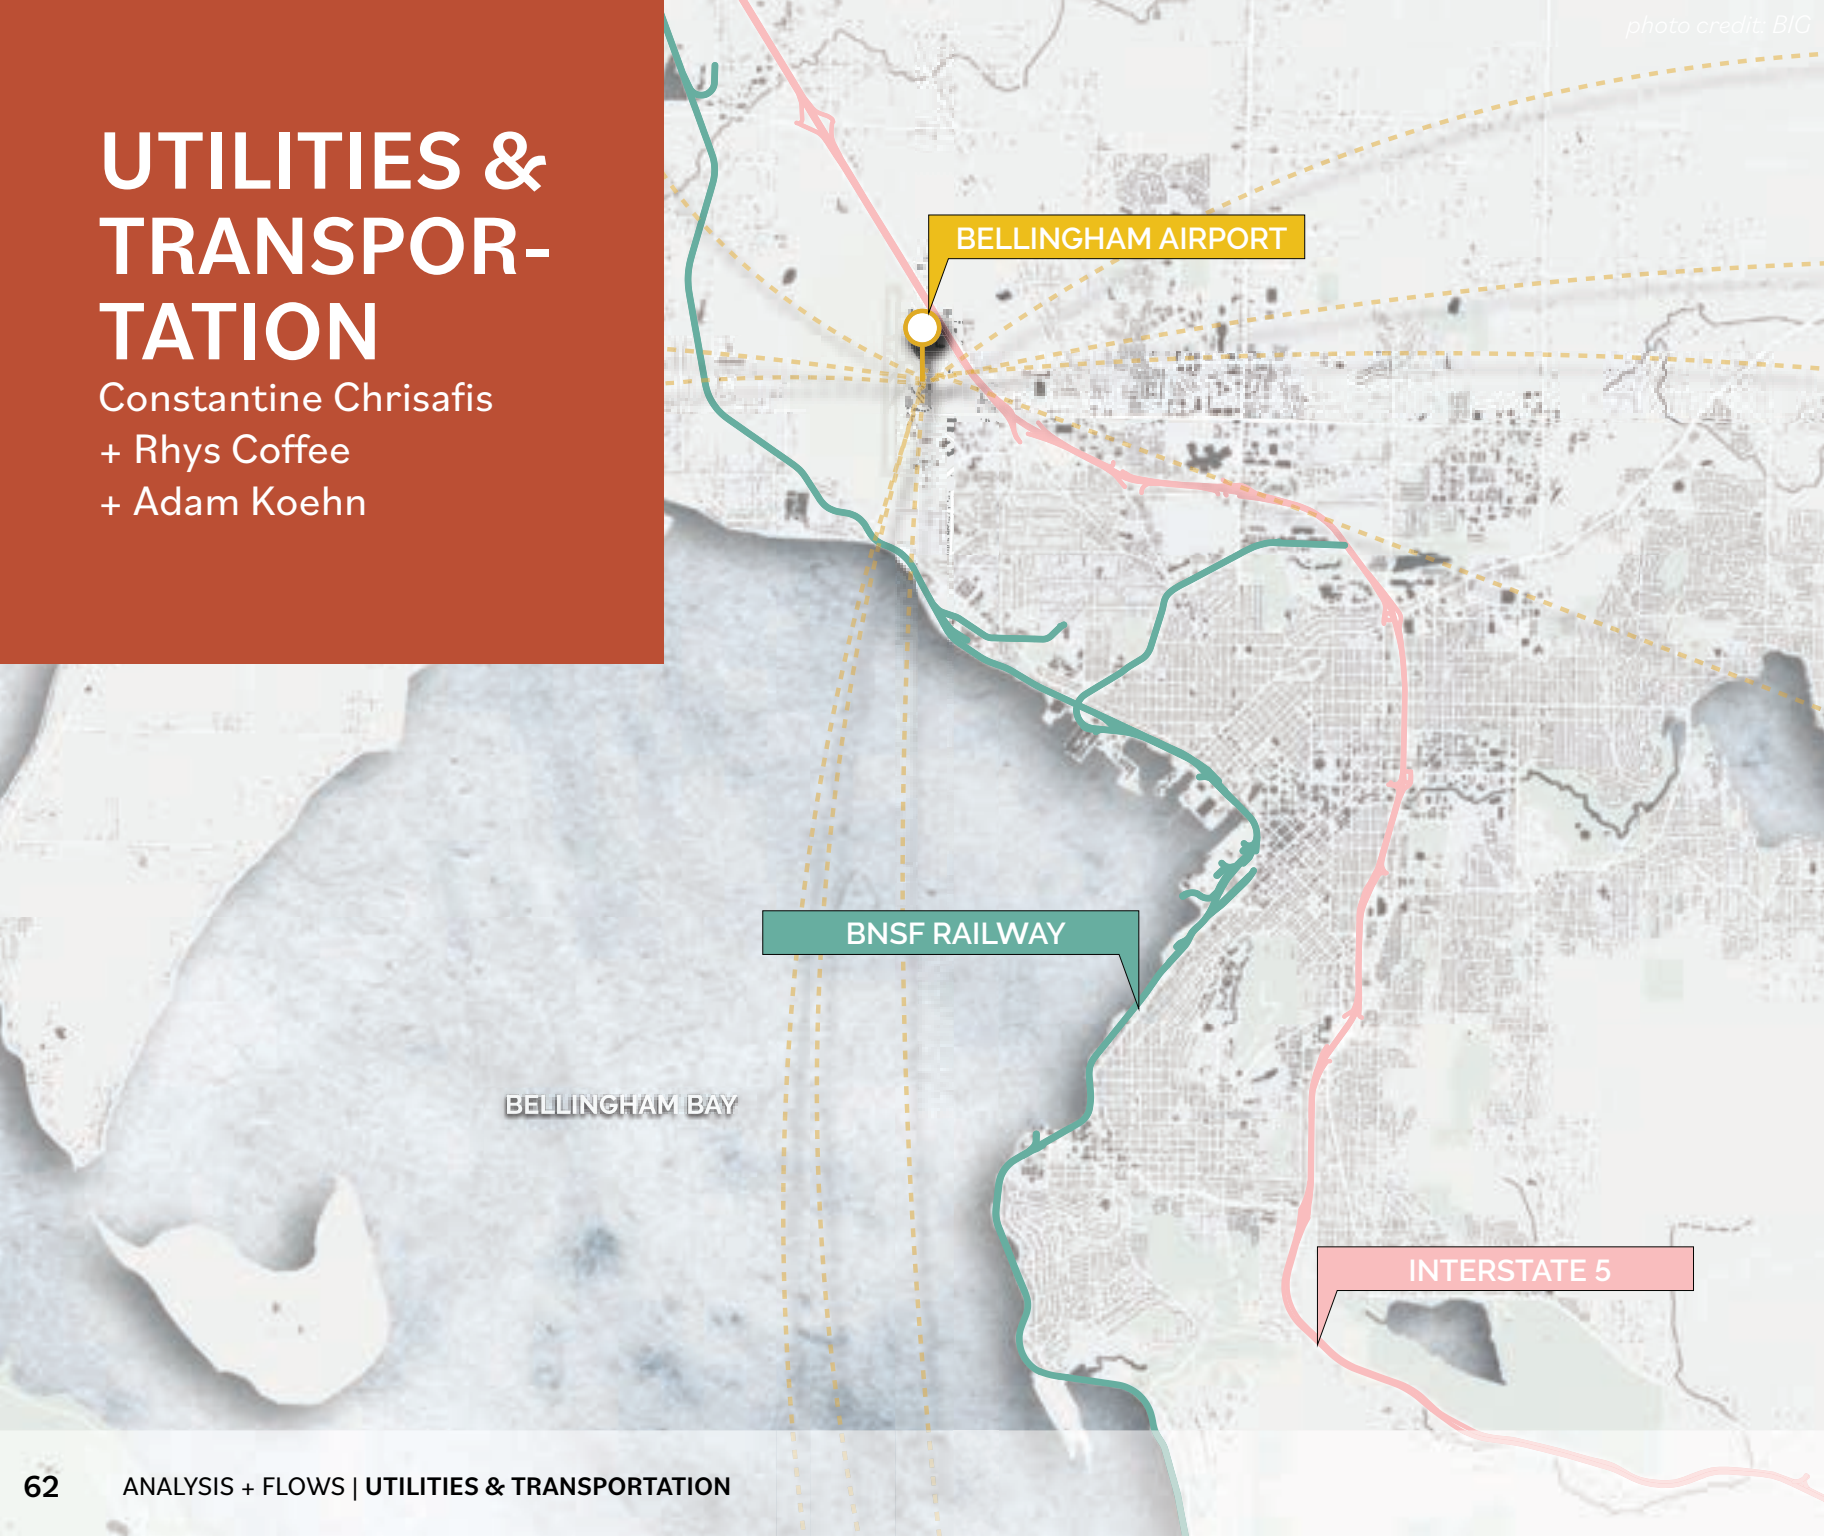 photo credit: BIG
UTILITIES &
TRANSPOR-
TATION
Constantine Chrisafis
+ Rhys Coffee
+ Adam Koehn
BELLINGHAM AIRPORT
BNSF RAILWAY
BELLINGHAM BAY
INTERSTATE 5
62 ANALYSIS + FLOWS | UTILITIES & TRANSPORTATION